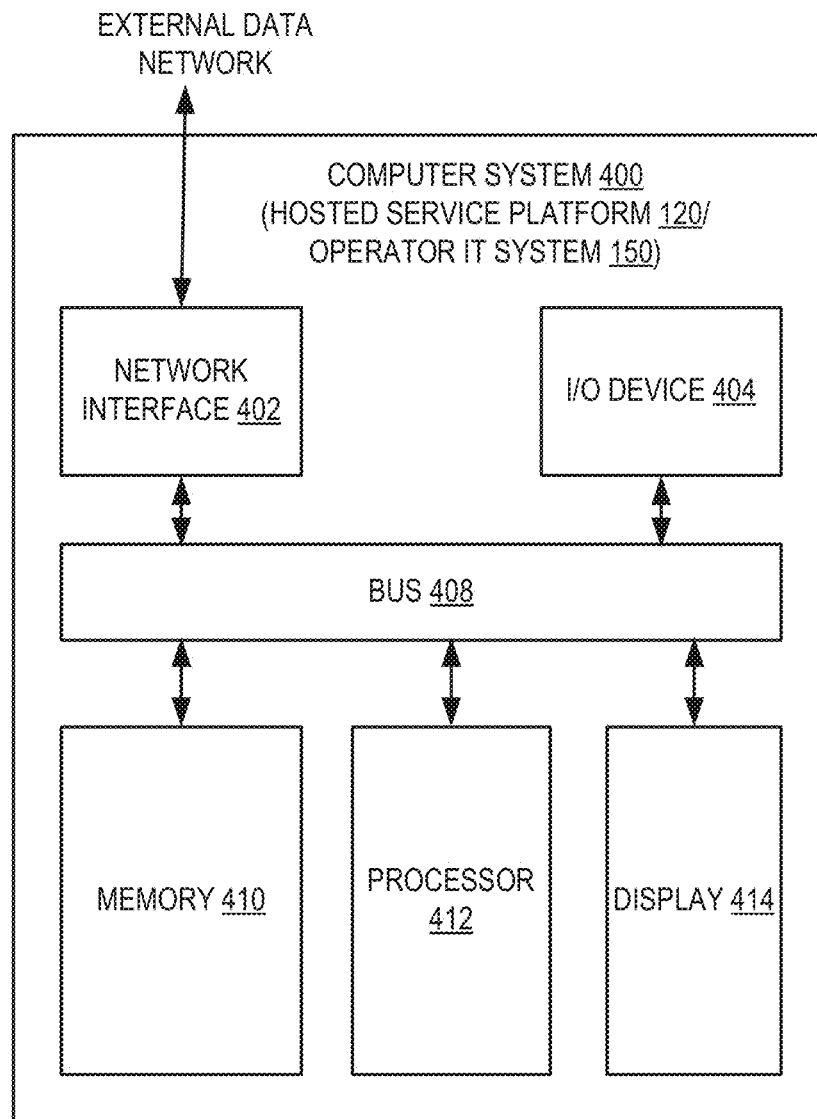 EXTERNAL DATA
NETWORK
COMPUTER SYSTEM 400
(HOSTED SERVICE PLATFORM 120/
OPERATOR IT SYSTEM 150)
NETWORK
INTERFACE 402
I/O DEVICE 404
BUS 408
MEMORY 410
PROCESSOR
412
DISPLAY 414